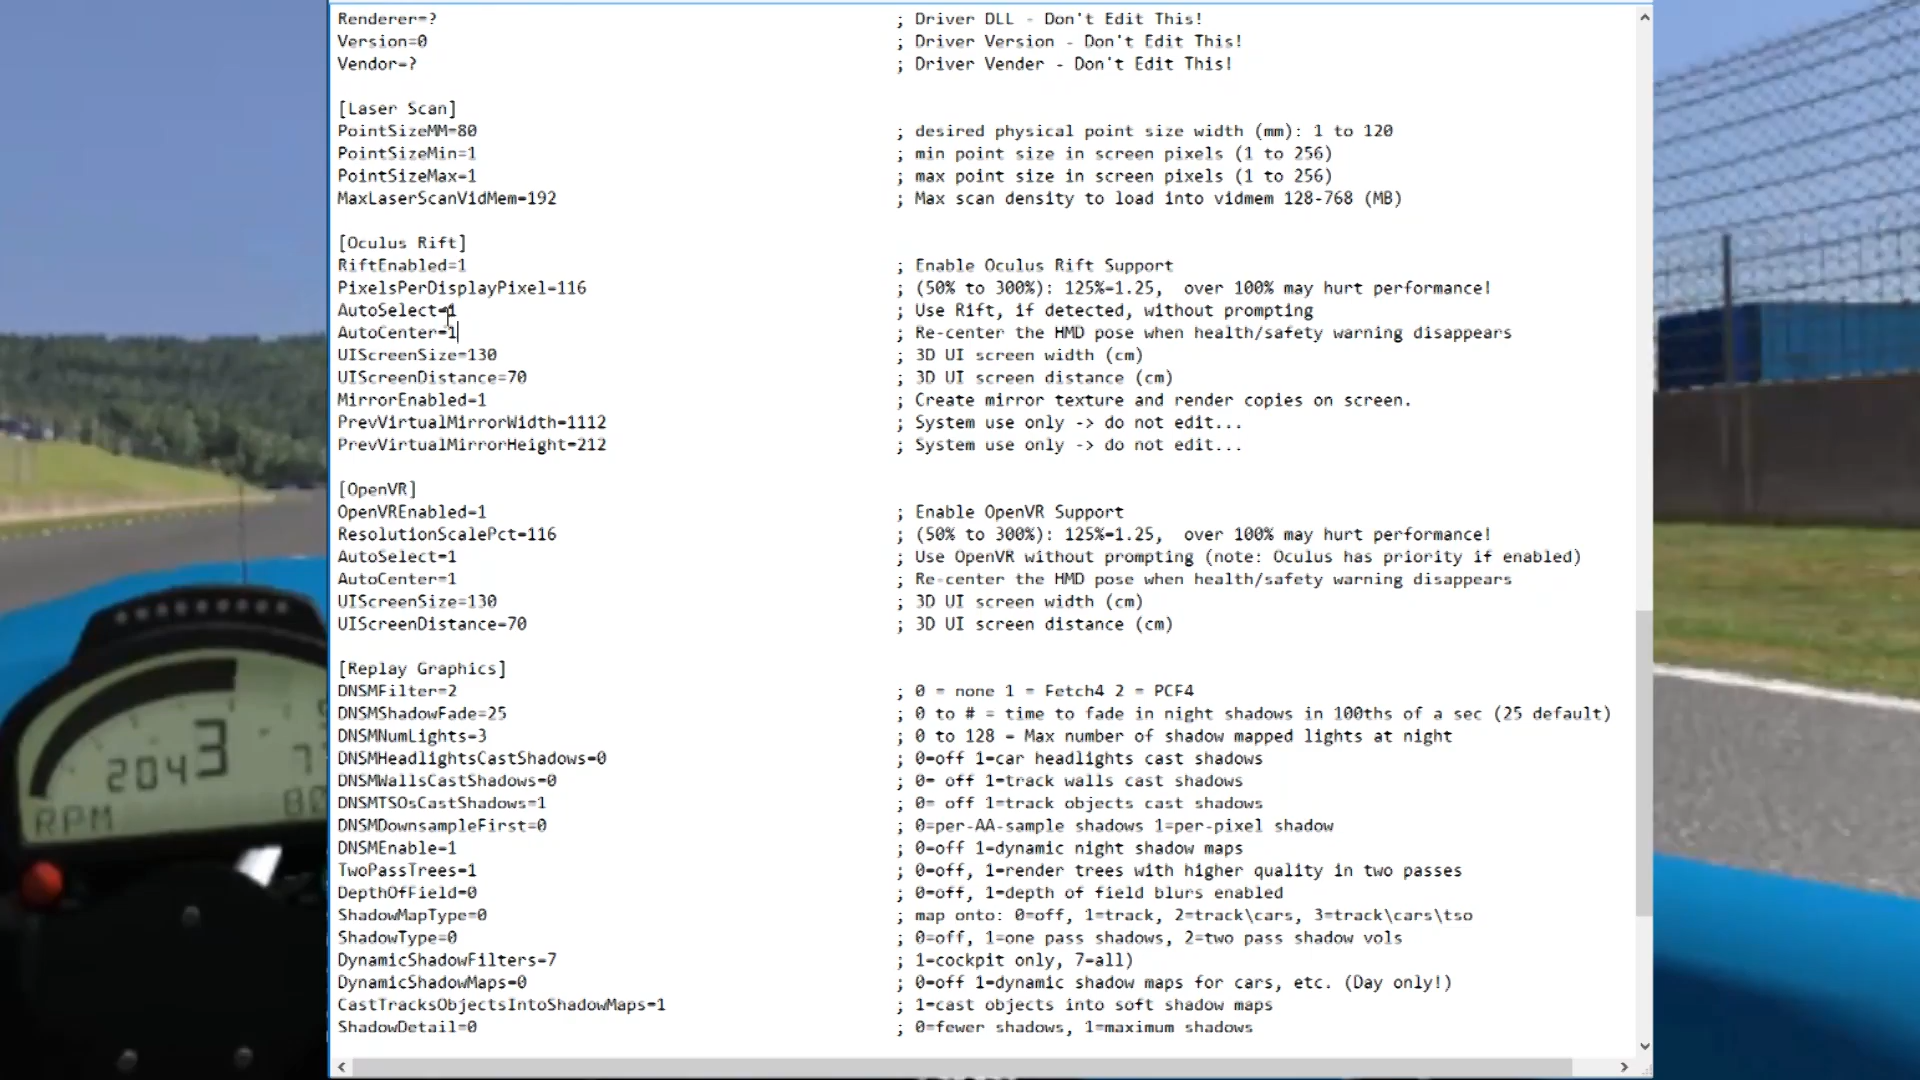 Renderer=? ; Driver DLL - Don't Edit This!
Version=0 ; Driver Version - Don't Edit This!
Vendor=? ; Driver Vender - Don't Edit This!
[Laser Scan]
PointSizeMM=80 ; desired physical point size width (mm): 1 to 120
PointSizeMin=1 ; min point size in screen pixels (1 to 256)
PointSizeMax=1 ; max point size in screen pixels (1 to 256)
MaxLaserScanVidMem=192 ; Max scan density to load into vidmem 128-768 (MB)
[Oculus Rift]
RiftEnabled=1 ; Enable Oculus Rift Support
PixelsPerDisplayPixel=116 ; (50% to 300%): 125%=1.25, over 100% may hurt performance!
AutoSelect=1 ; Use Rift, if detected, without prompting
AutoCenter=1 ; Re-center the HMD pose when health/safety warning disappears
UIScreenSize=130 ; 3D UI screen width (cm)
UIScreenDistance=70 ; 3D UI screen distance (cm)
MirrorEnabled=1 ; Create mirror texture and render copies on screen.
PrevVirtualMirrorWidth=1112 ; System use only -> do not edit...
PrevVirtualMirrorHeight=212 ; System use only -> do not edit...
[OpenVR]
OpenVREnabled=1 ; Enable OpenVR Support
ResolutionScalePct=116 ; (50% to 300%): 125%=1.25, over 100% may hurt performance!
AutoSelect=1 ; Use OpenVR without prompting (note: Oculus has priority if enabled)
AutoCenter=1 ; Re-center the HMD pose when health/safety warning disappears
UIScreenSize=130 ; 3D UI screen width (cm)
UIScreenDistance=70 ; 3D UI screen distance (cm)
[Replay Graphics]
DNSMFilter=2 ; 0 = none 1 = Fetch4 2 = PCF4
DNSMShadowFade=25 ; 0 to # = time to fade in night shadows in 100ths of a sec (25 default)
DNSMNumLights=3 ; 0 to 128 = Max number of shadow mapped lights at night
DNSMHeadlightsCastShadows=0 ; 0=off 1=car headlights cast shadows
DNSMWallsCastShadows=0 ; 0= off 1=track walls cast shadows
DNSMTSOsCastShadows=1 ; 0= off 1=track objects cast shadows
DNSMDownsampleFirst=0 ; 0=per-AA-sample shadows 1=per-pixel shadow
DNSMEnable=1 ; 0=off 1=dynamic night shadow maps
TwoPassTrees=1 ; 0=off, 1=render trees with higher quality in two passes
DepthOfField=0 ; 0=off, 1=depth of field blurs enabled
ShadowMapType=0 ; map onto: 0=off, 1=track, 2=track\cars, 3=track\cars\tso
ShadowType=0 ; 0=off, 1=one pass shadows, 2=two pass shadow vols
DynamicShadowFilters=7 ; 1=cockpit only, 7=all)
DynamicShadowMaps=0 ; 0=off 1=dynamic shadow maps for cars, etc. (Day only!)
CastTracksObjectsIntoShadowMaps=1 ; 1=cast objects into soft shadow maps
ShadowDetail=0 ; 0=fewer shadows, 1=maximum shadows
2043
RPM